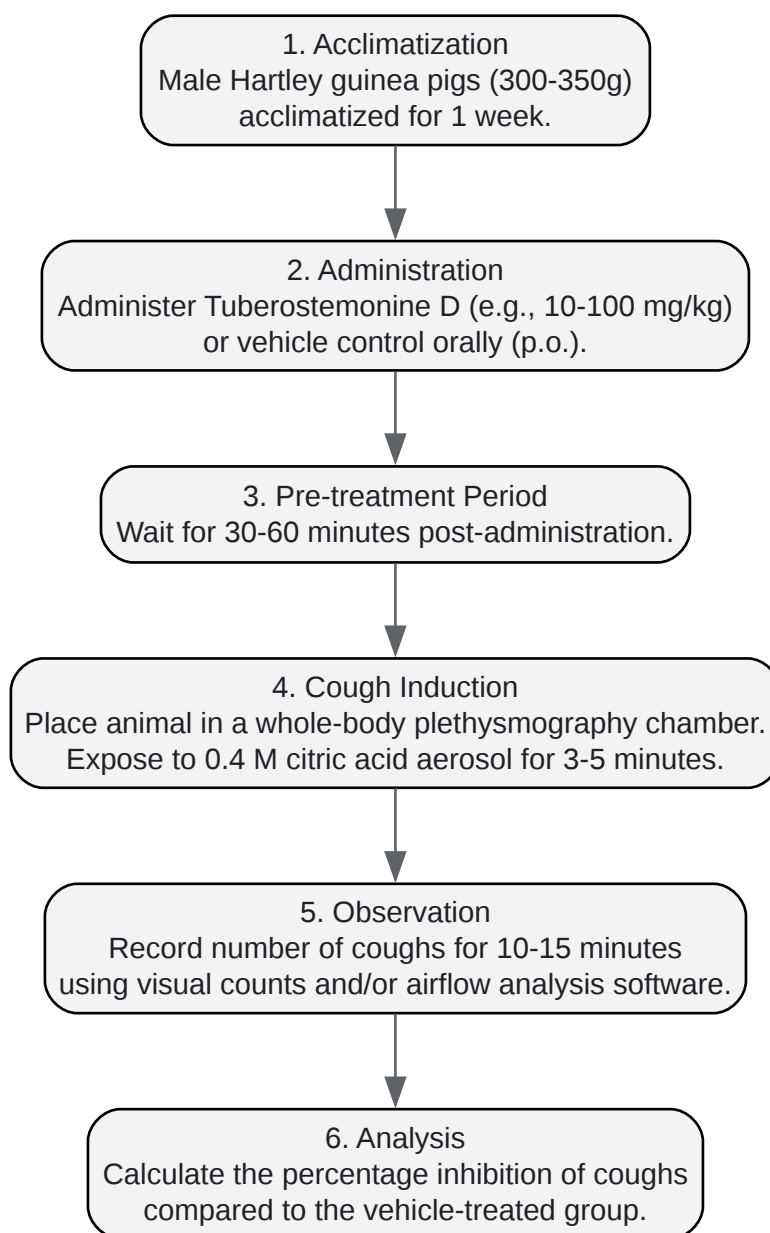 1. Acclimatization
Male Hartley guinea pigs (300-350g)
acclimatized for 1 week.
2. Administration
Administer Tuberostemonine D (e.g., 10-100 mg/kg)
or vehicle control orally (p.o.).
3. Pre-treatment Period
Wait for 30-60 minutes post-administration.
4. Cough Induction
Place animal in a whole-body plethysmography chamber.
Expose to 0.4 M citric acid aerosol for 3-5 minutes.
5. Observation
Record number of coughs for 10-15 minutes
using visual counts and/or airflow analysis software.
6. Analysis
Calculate the percentage inhibition of coughs
compared to the vehicle-treated group.